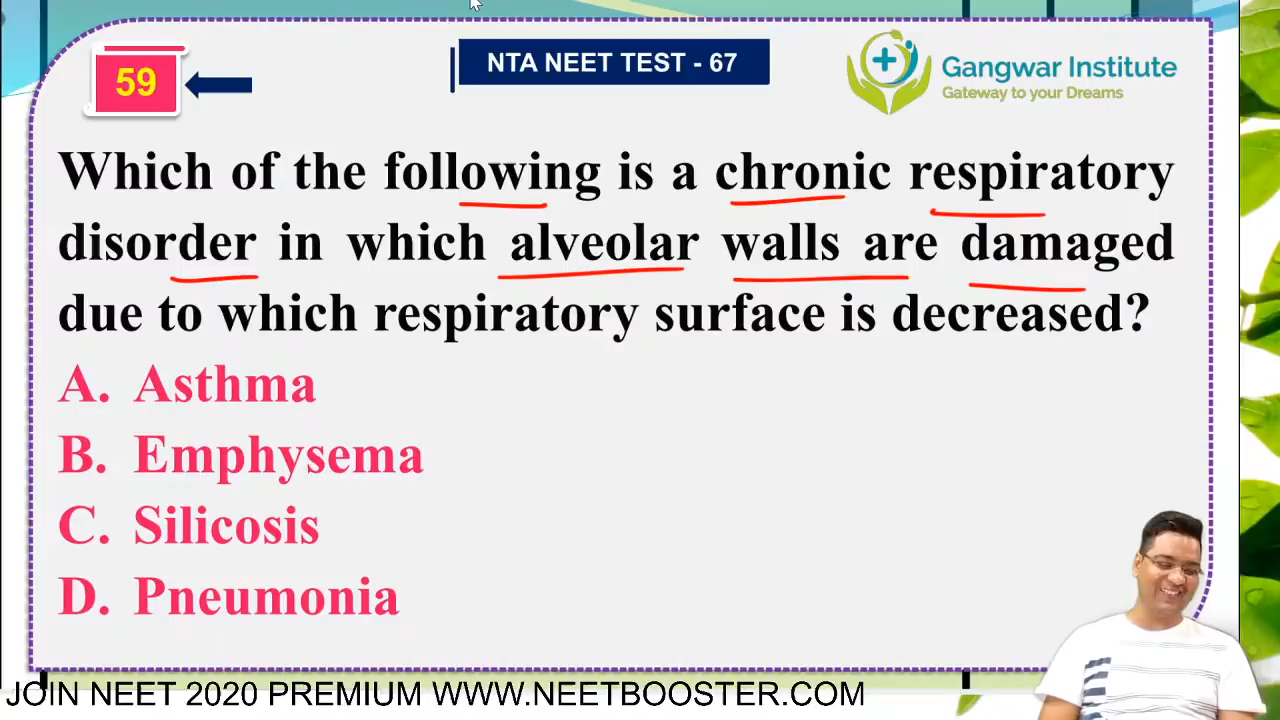 59
NTA NEET TEST - 67
Gangwar Institute
Gateway to your Dreams
Which of the following is a chronic respiratory
disorder in which alveolar walls are damaged
due to which respiratory surface is decreased?
A. Asthma
B. Emphysema
C. Silicosis
D. Pneumonia
JOIN NEET 2020 PREMIUM WWW.NEETBOOSTER.COM